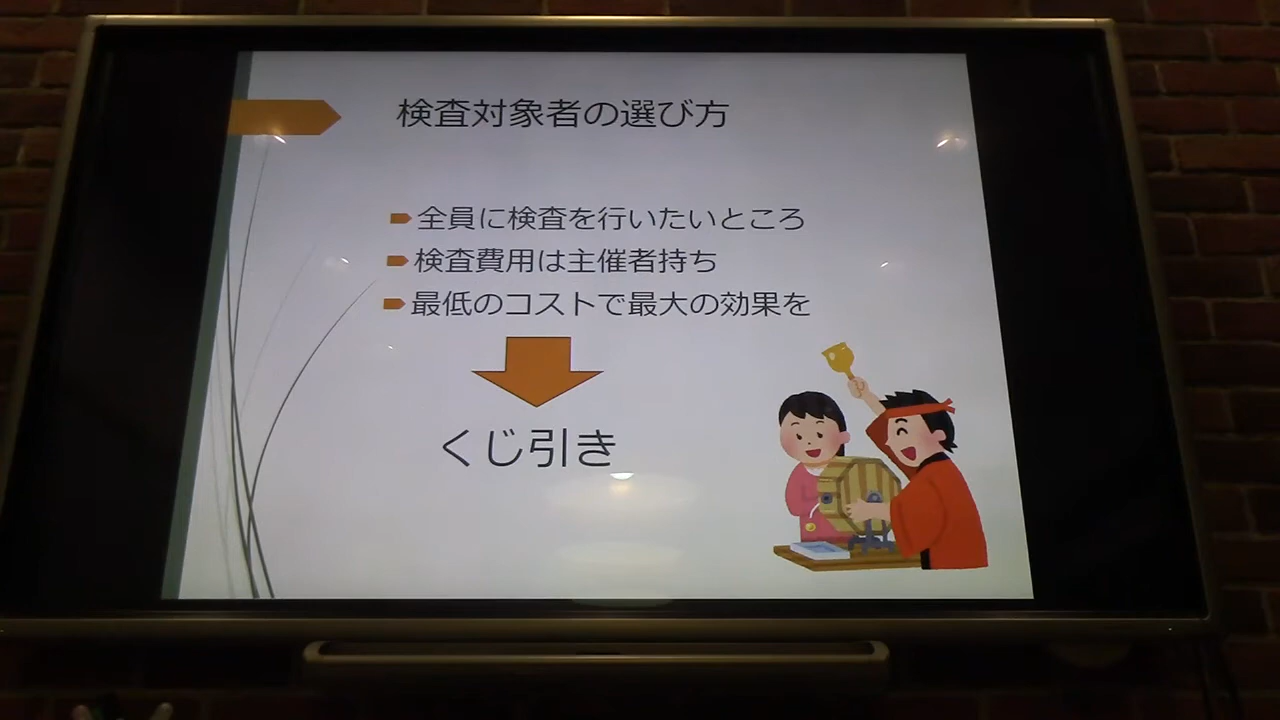 検査対象者の選び方
全員に検査を行いたいところ
検査費用は主催者持ち
最低のコストで最大の効果を
くじ引き